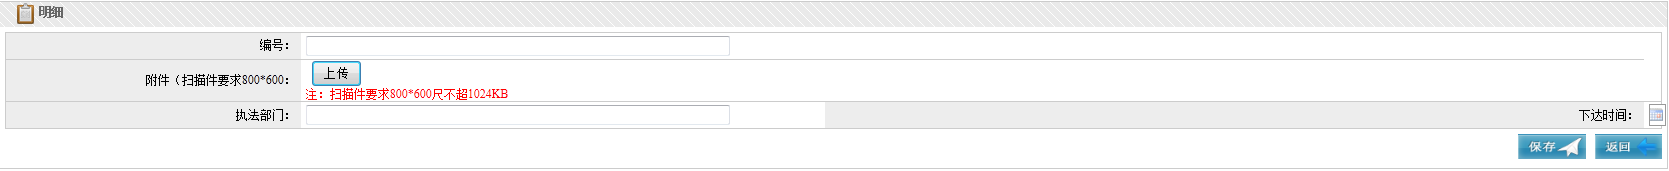 明细
编号：
附件（扫描件要求800*600：
上传
注：扫描件要求800*600尺不超1024KB
执法部门：
下达时间：
保存 返回